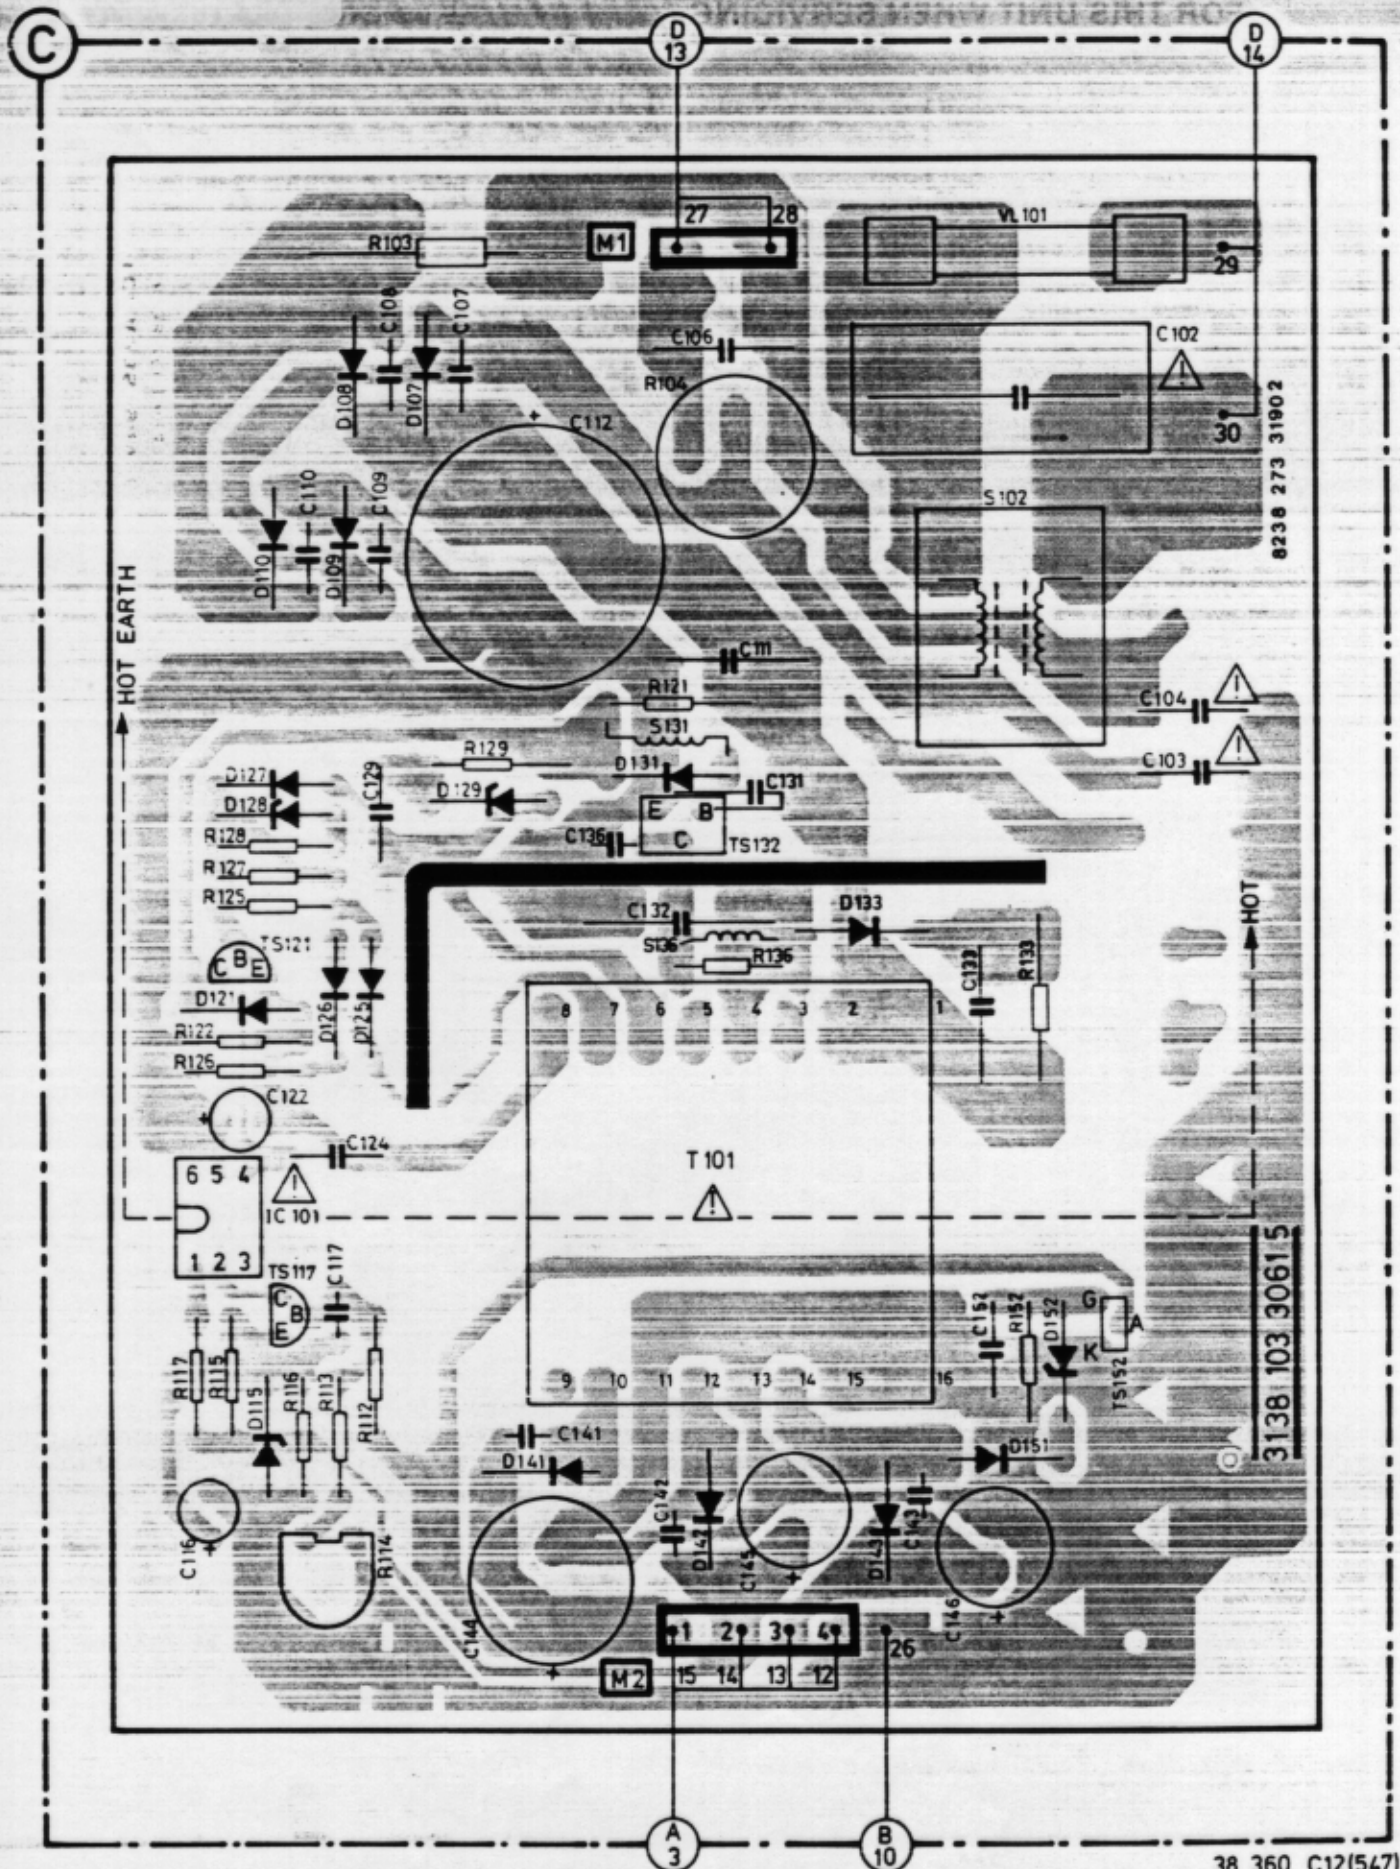 C
D
13
D
14
FOR THIS UNIT WHEN SERVICING
27
28
M1
VL101
29
R103
C108
C107
C106
C102
D108
D107
R104
C112
+
30
8238 273 31902
C110
C109
S102
D110
D109
HOT EARTH
C111
R121
S131
C104
C103
D127
D128
R128
R127
R125
C129
R129
D129
D131
C131
E B
C
C136
TS132
HOT
C132
S136
R136
D133
C133
R133
TS121
C B E
D121
D126
D125
R122
R126
C122
+
C124
8 7 6 5 4 3 2 1
T101
6 5 4
IC101
1 2 3
TS117
C
B
E
C117
R117
R115
D115
R116
R113
R112
C152
R152
D152
G
A
K
TS152
3138 103 30615
9 10 11 12 13 14 15 16
C141
D141
D151
C142
D142
C145
+
D143
C143
C146
+
C116
+
R114
C144
+
1 2 3 4
26
M2
15 14 13 12
A
3
B
10
38 360 C12(547)